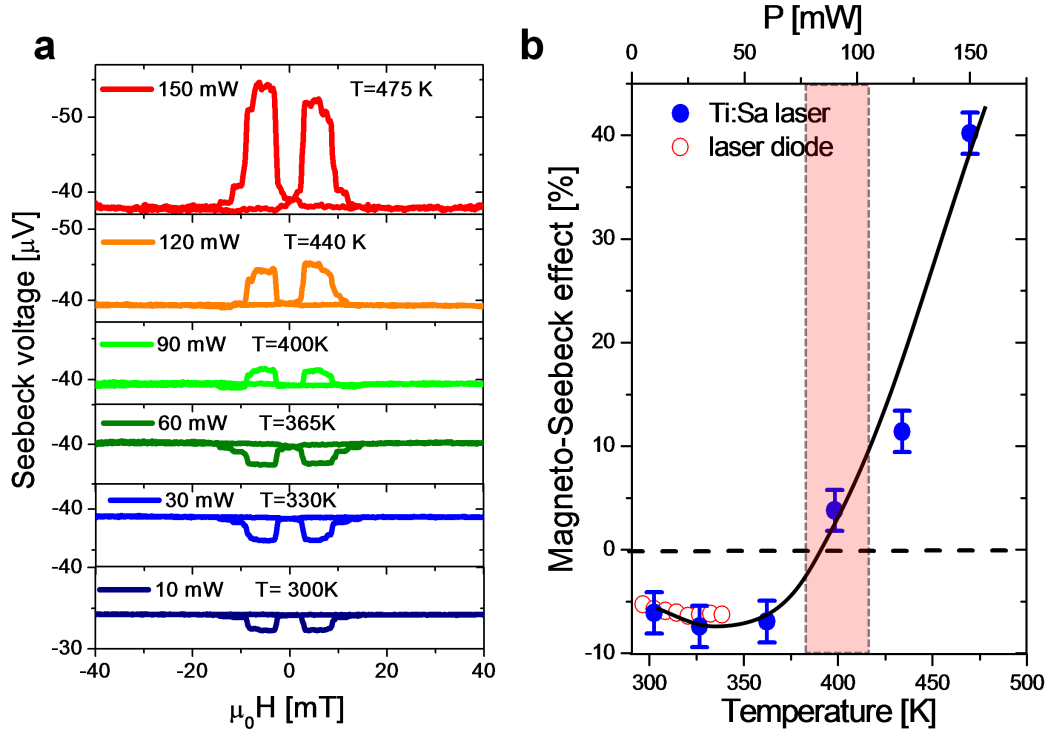 a
Seebeck voltage [μV]
150 mW T=475 K
-50
-40
120 mW T=440 K
-50
-40
90 mW T=400K
-40
60 mW T=365K
-40
30 mW T=330K
-40
-40
10 mW T= 300K
-30
-40 -20 0 20 40
μ0H [mT]
b
P [mW]
0 50 100 150
Magneto-Seebeck effect [%]
Ti:Sa laser
laser diode
40
30
20
10
0
-10
300 350 400 450 500
Temperature [K]